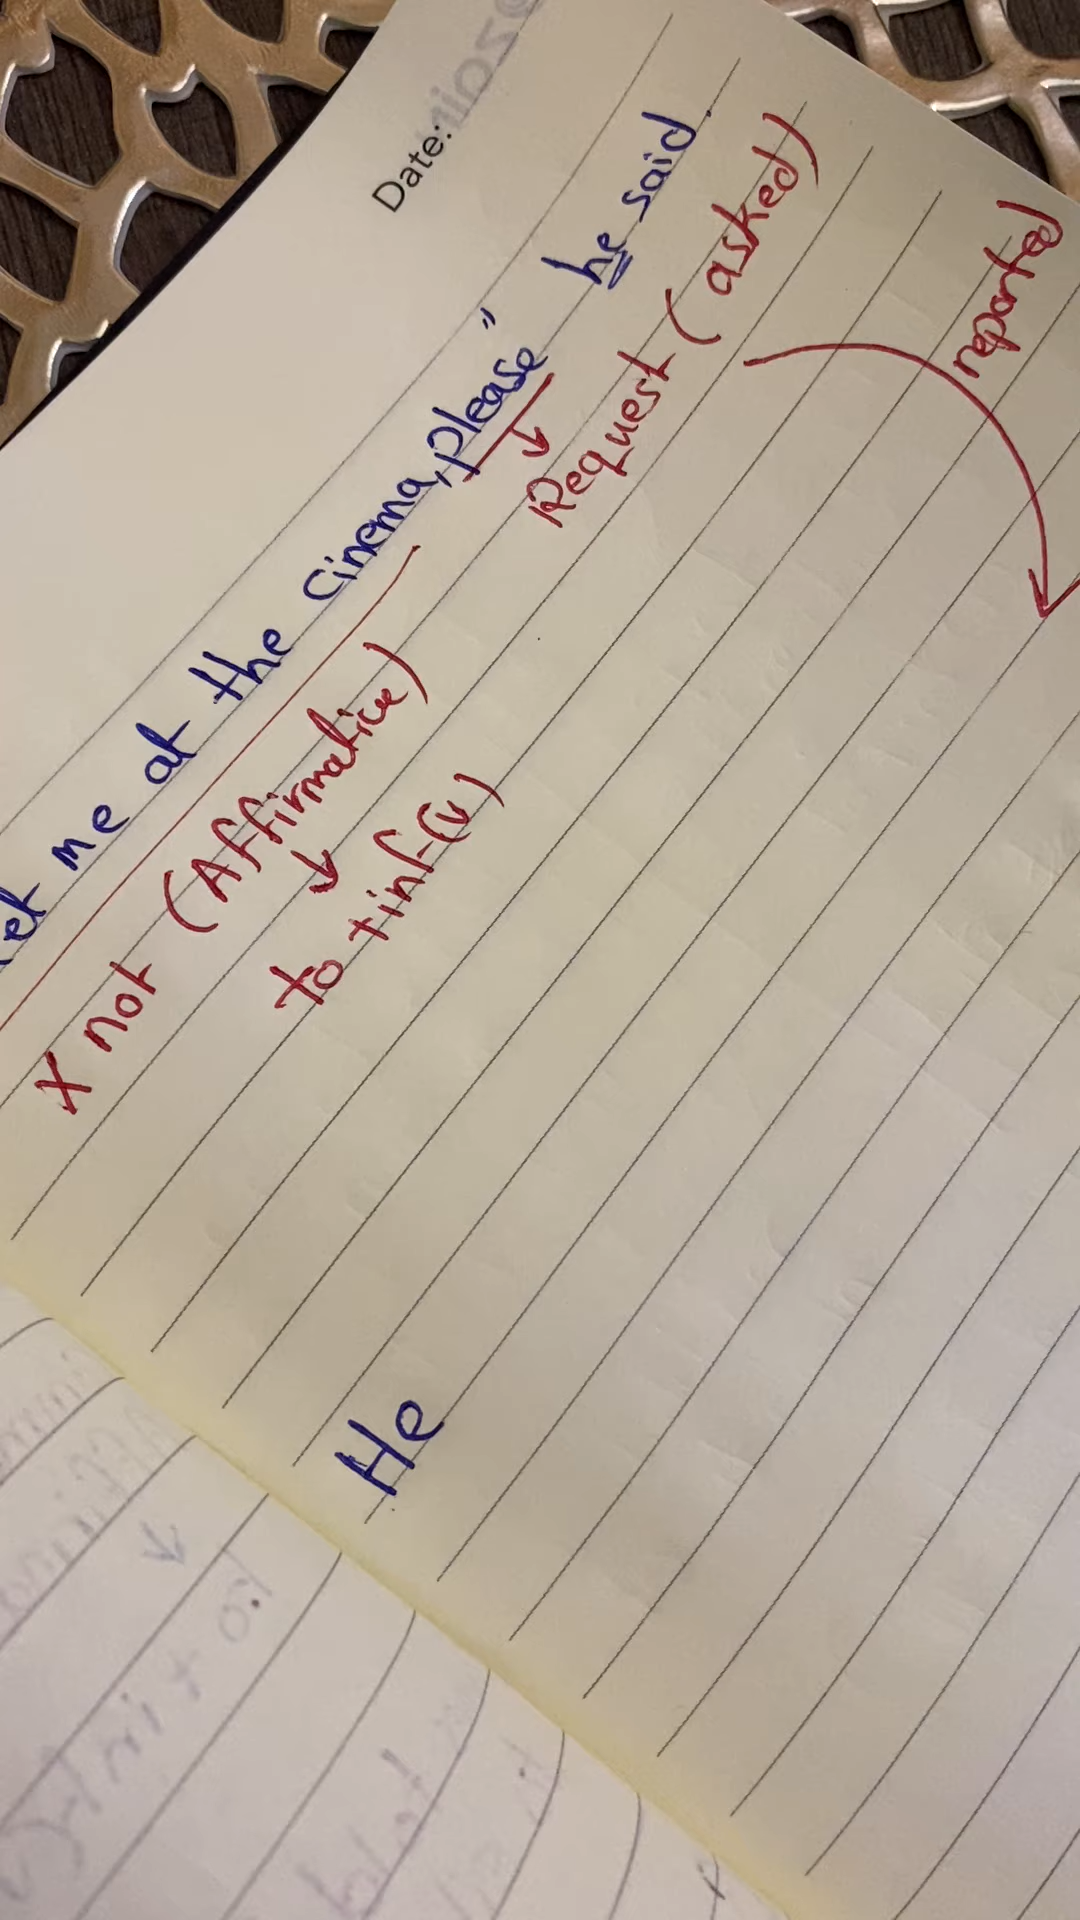 Date:
et me at the cinema, please" he said.
X not (Affirmative)
↓
to + inf-(v)
↓
Request (asked)
reported
He